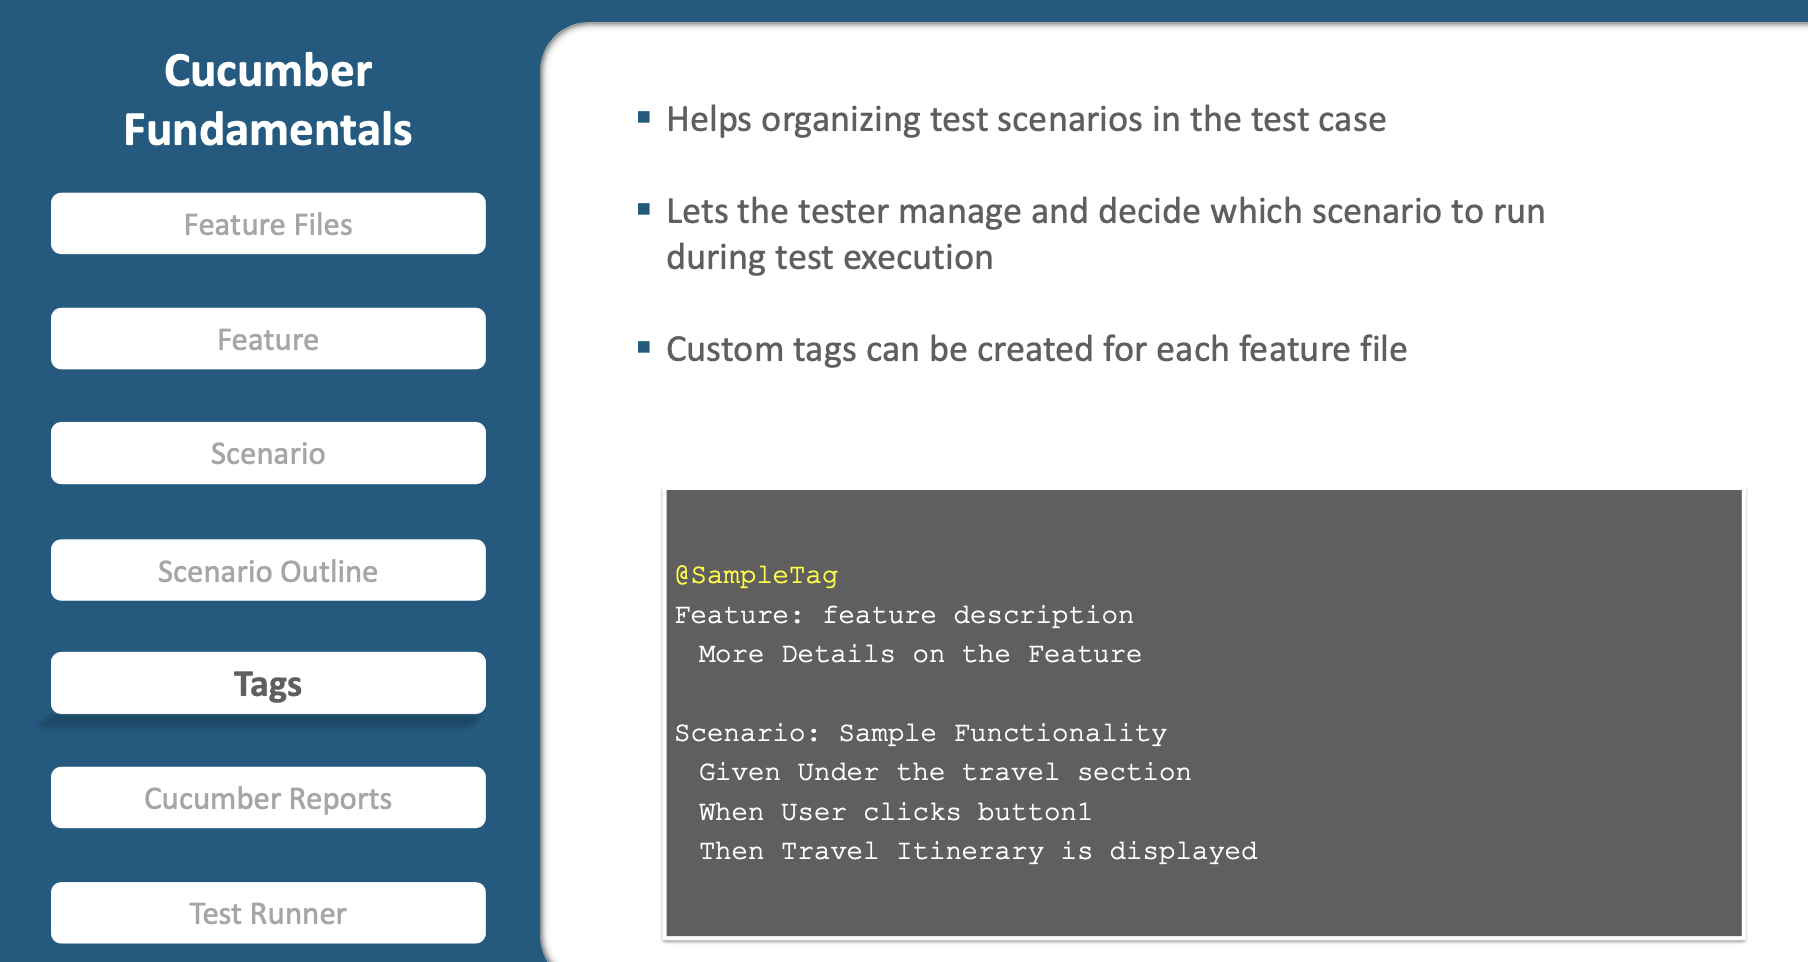 Cucumber
Fundamentals
Feature Files
Feature
Scenario
Scenario Outline
Tags
Cucumber Reports
Test Runner
Helps organizing test scenarios in the test case
Lets the tester manage and decide which scenario to run
during test execution
Custom tags can be created for each feature file
@SampleTag
Feature: feature description
More Details on the Feature
Scenario: Sample Functionality
Given Under the travel section
When User clicks button1
Then Travel Itinerary is displayed